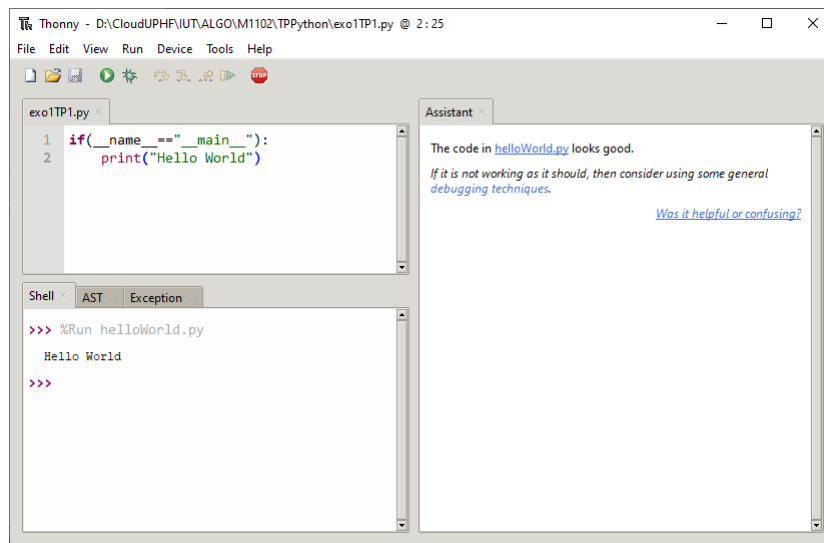 Thonny - D:\CloudUPHF\IUT\ALGO\M1102\TPPython\exo1TP1.py @ 2:25
File Edit View Run Device Tools Help
STOP
exo1TP1.py
1 if(__name__=="__main__"):
2     print("Hello World")
Shell AST Exception
>>> %Run helloWorld.py
Hello World
>>>
Assistant
The code in helloWorld.py looks good.
If it is not working as it should, then consider using some general
debugging techniques.
Was it helpful or confusing?